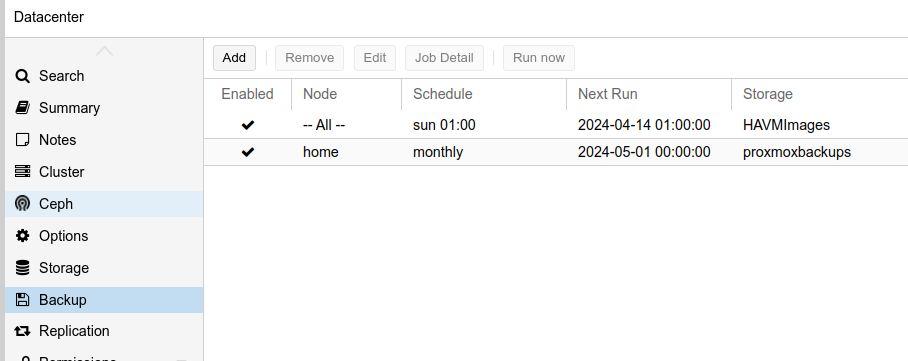 Datacenter
Search
Summary
Notes
Cluster
Ceph
Options
Storage
Backup
Replication
Permissions
Add Remove Edit Job Detail Run now
Enabled Node Schedule Next Run Storage
-- All -- sun 01:00 2024-04-14 01:00:00 HAVMImages
home monthly 2024-05-01 00:00:00 proxmoxbackups